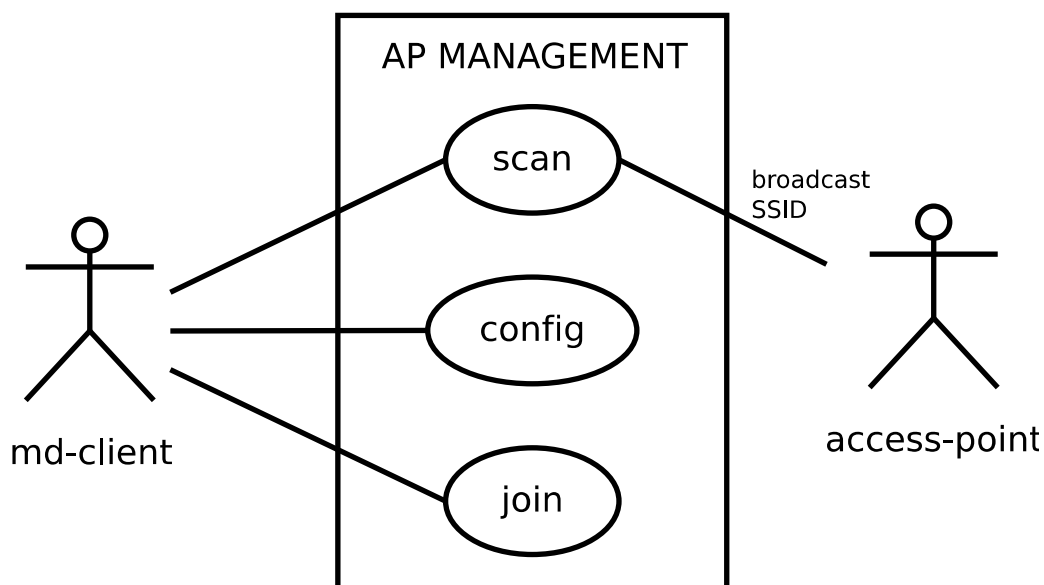 AP MANAGEMENT
scan
broadcast
SSID
config
md-client
access-point
join